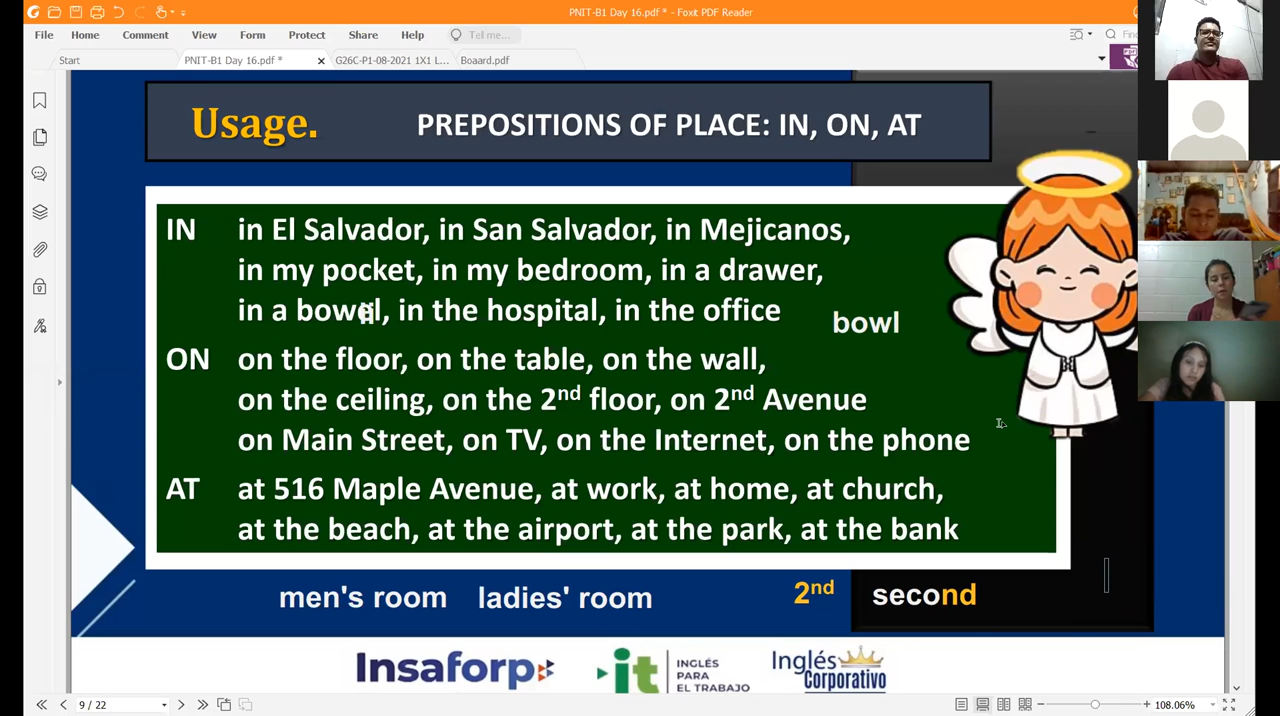 PNIT-B1 Day 16.pdf * - Foxit PDF Reader
File Home Comment View Form Protect Help Tell me...
Start PNIT-B1 Day 16.pdf * G26C-P1-08-2021 1X1 L... Boaard.pdf
Usage. PREPOSITIONS OF PLACE: IN, ON, AT
IN in El Salvador, in San Salvador, in Mejicanos,
in my pocket, in my bedroom, in a drawer,
in a bowel, in the hospital, in the office
bowl
ON on the floor, on the table, on the wall,
on the ceiling, on the 2nd floor, on 2nd Avenue
on Main Street, on TV, on the Internet, on the phone
AT at 516 Maple Avenue, at work, at home, at church,
at the beach, at the airport, at the park, at the bank
men's room ladies' room 2nd second
Insaforp it INGLÉS PARA EL TRABAJO Inglés Corporativo
9 / 22 108.06%